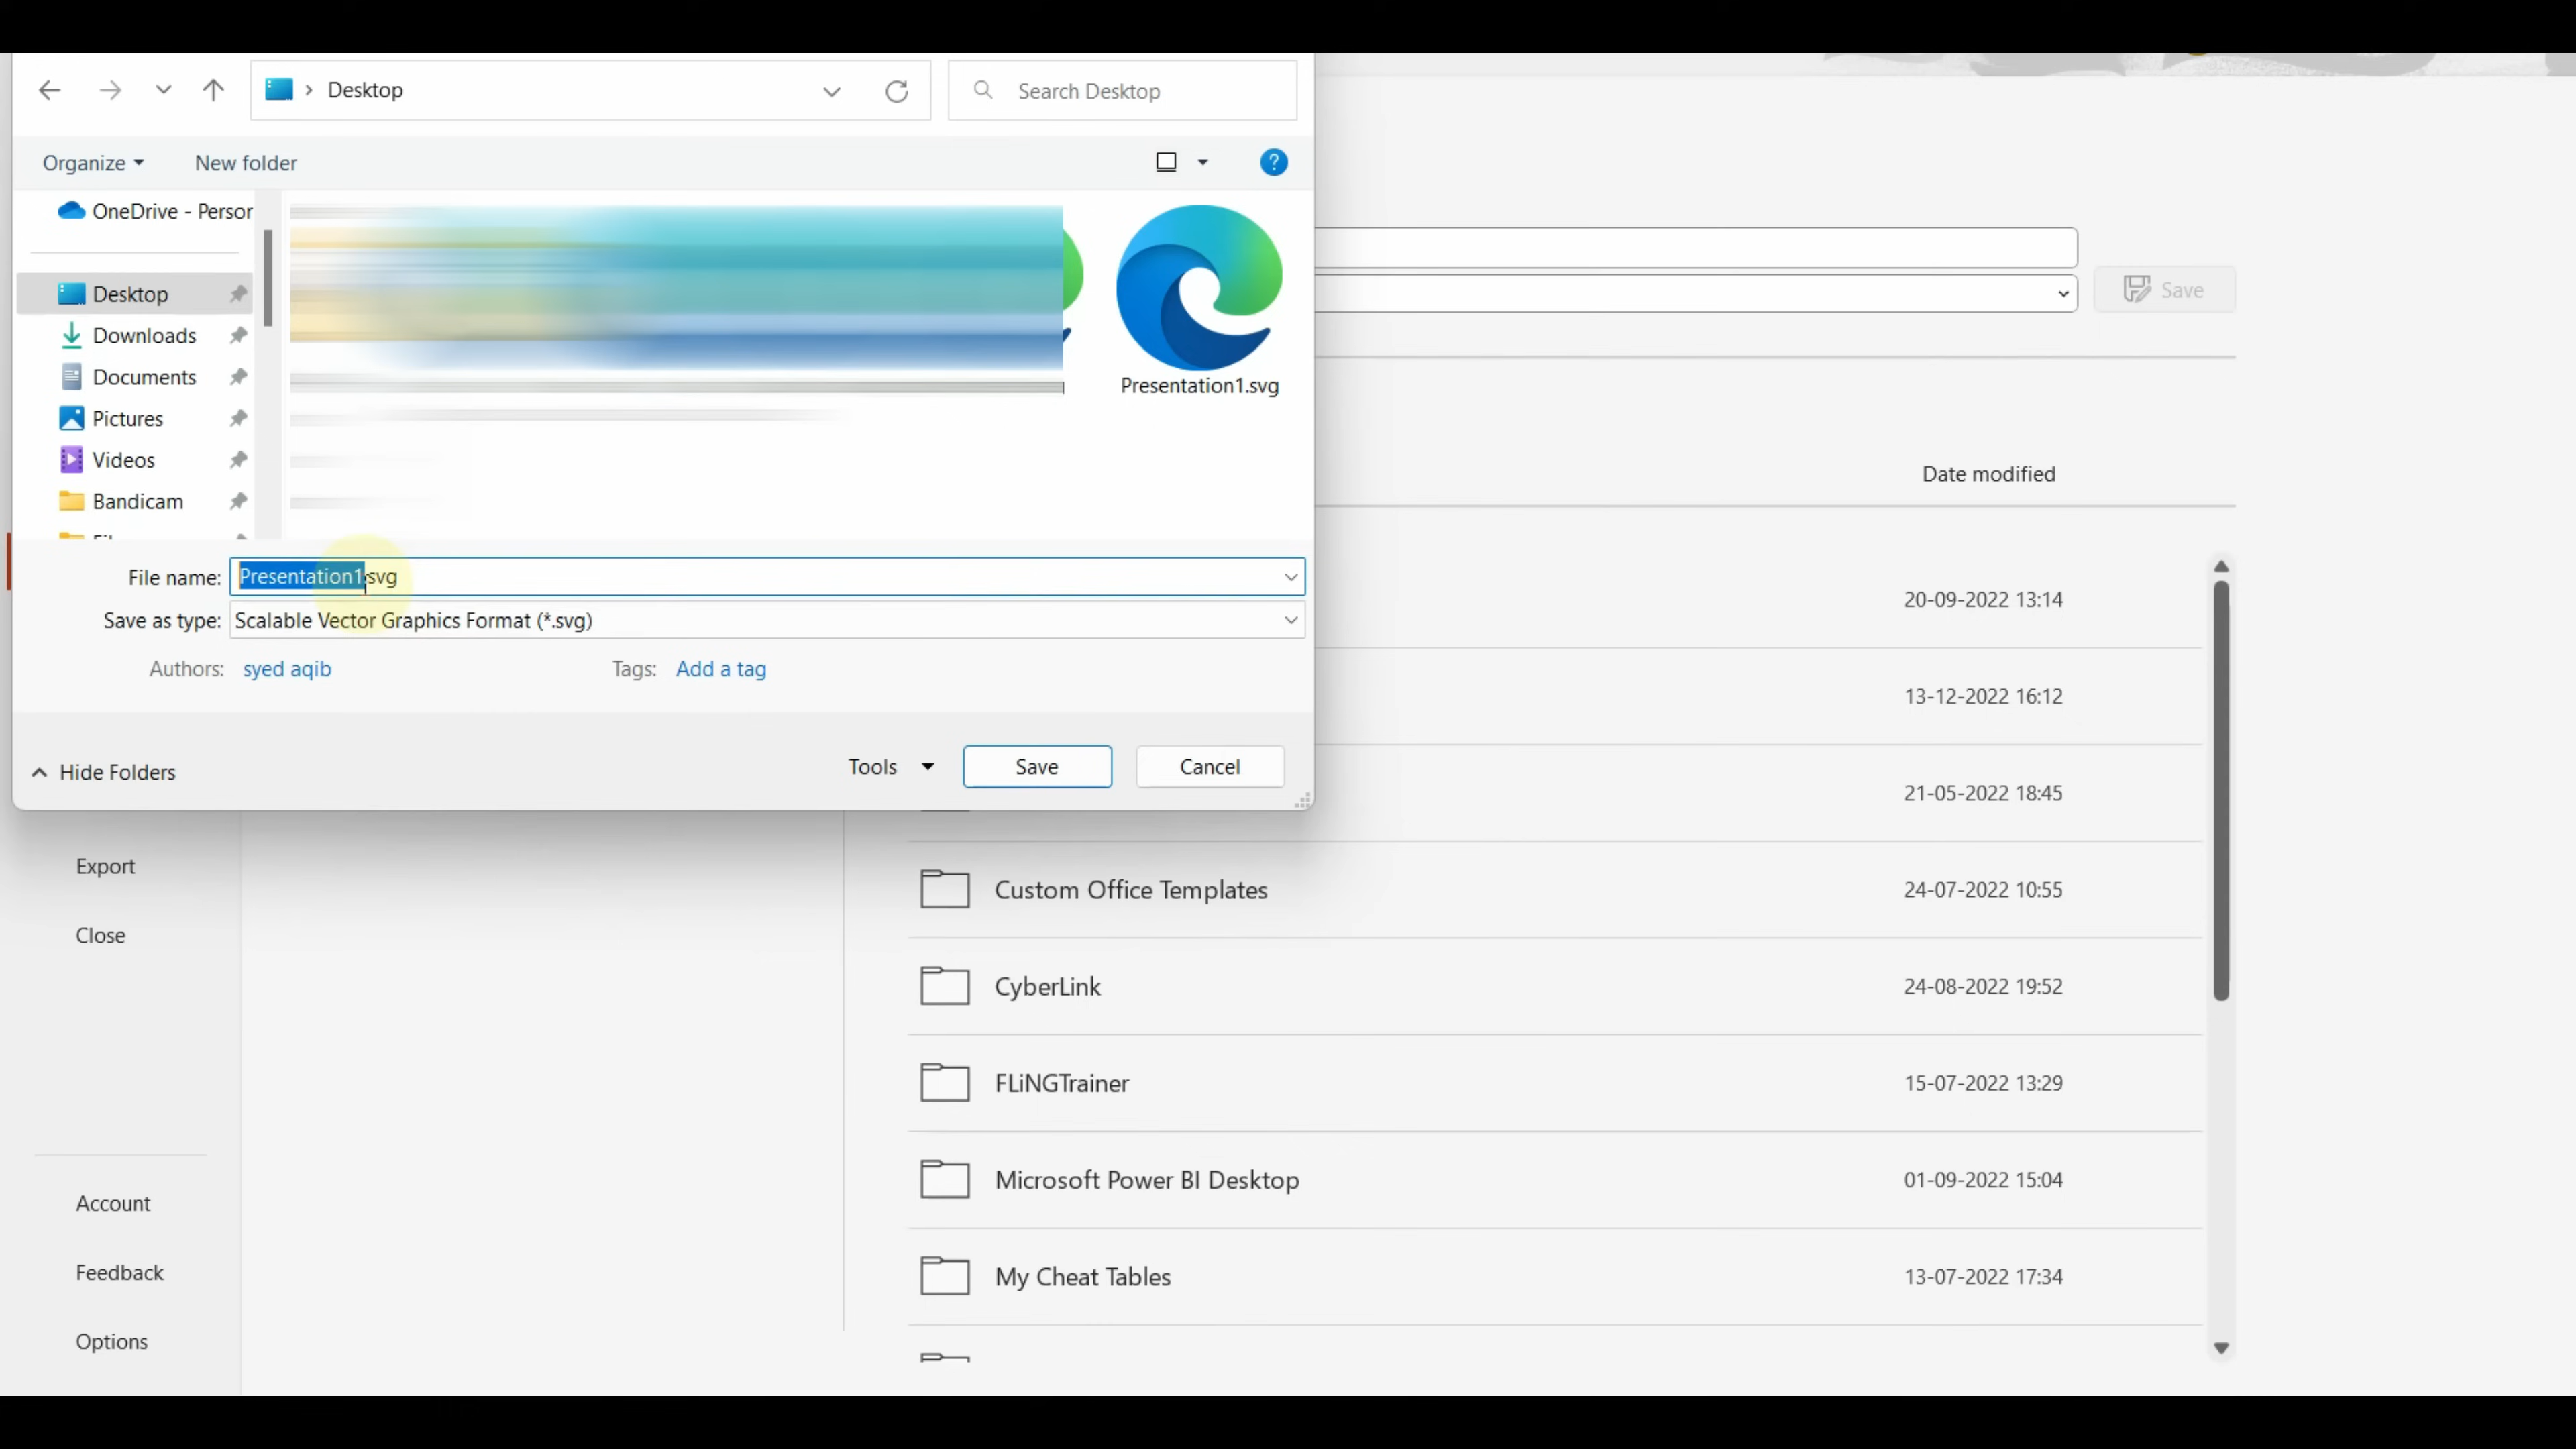 Desktop
Search Desktop
Organize
New folder
OneDrive - Persor
Desktop
Downloads
Documents
Pictures
Videos
Bandicam
Presentation1.svg
File name: Presentation1.svg
Save as type: Scalable Vector Graphics Format (*.svg)
Authors: syed aqib
Tags: Add a tag
Hide Folders
Tools
Save
Cancel
Save
Date modified
20-09-2022 13:14
13-12-2022 16:12
21-05-2022 18:45
Custom Office Templates 24-07-2022 10:55
CyberLink 24-08-2022 19:52
FLiNGTrainer 15-07-2022 13:29
Microsoft Power BI Desktop 01-09-2022 15:04
My Cheat Tables 13-07-2022 17:34
Export
Close
Account
Feedback
Options